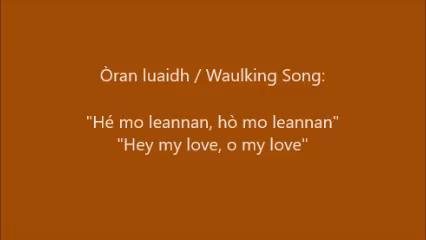 Òran luaidh / Waulking Song:
"Hé mo leannan, hò mo leannan"
"Hey my love, o my love"